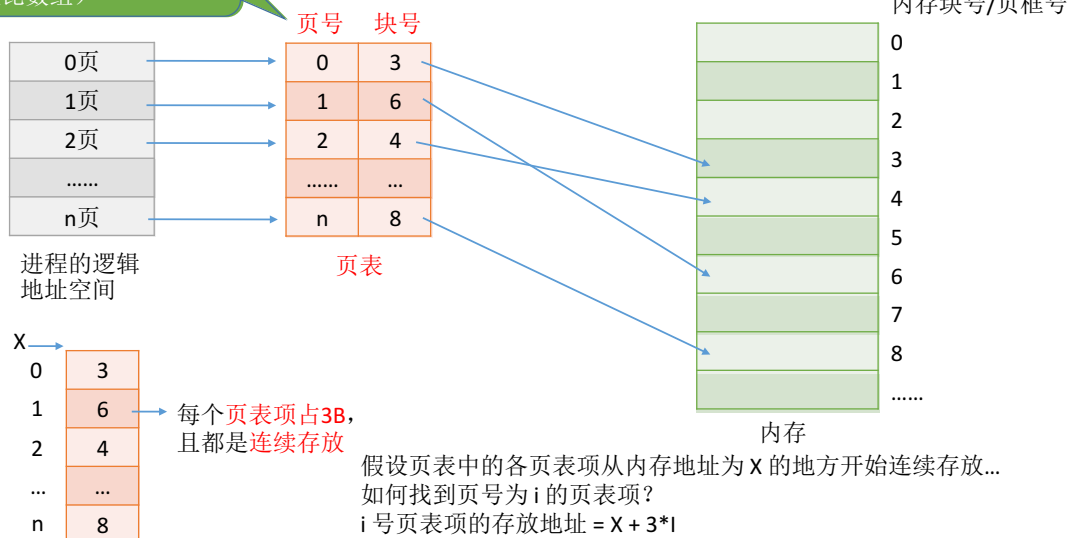 页号 块号
内存块号/页框号
0页
1页
2页
......
n页
进程的逻辑
地址空间
0 3
1 6
2 4
...... ...
n 8
页表
0
1
2
3
4
5
6
7
8
......
内存
X
0 3
1 6
2 4
... ...
n 8
每个页表项占3B，
且都是连续存放
假设页表中的各页表项从内存地址为 X 的地方开始连续存放...
如何找到页号为 i 的页表项？
i 号页表项的存放地址 = X + 3*I